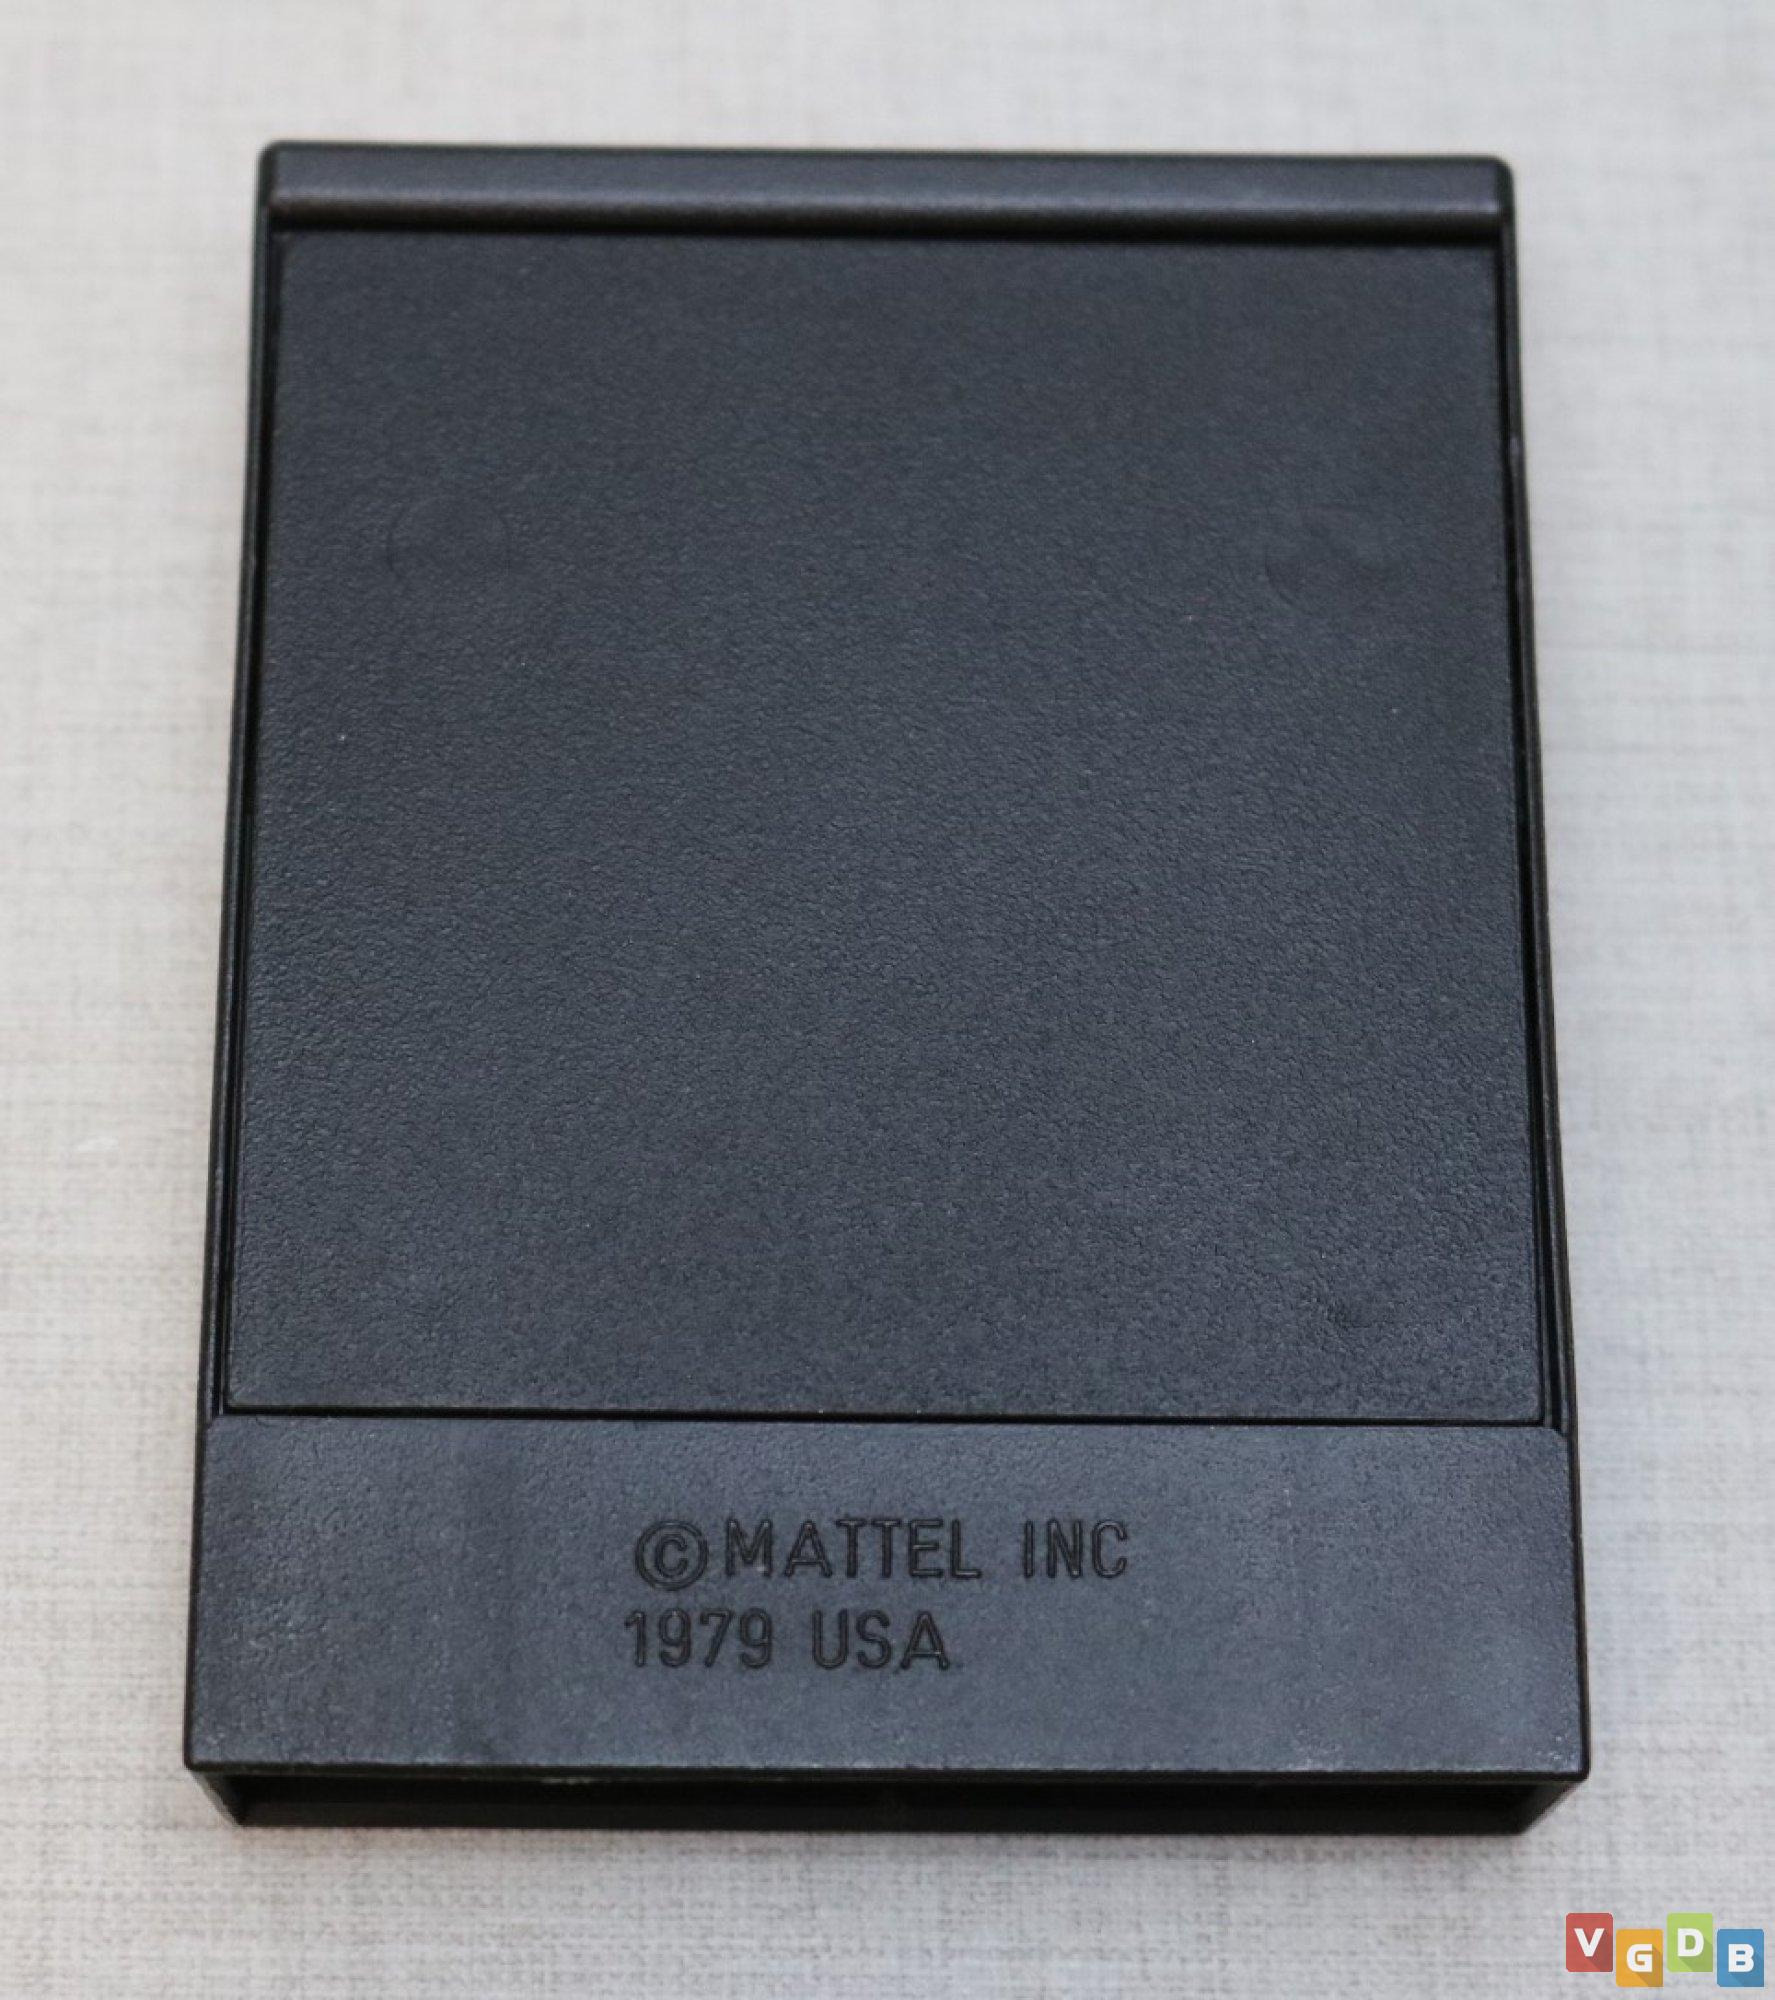 ©MATTEL INC
1979 USA
VGDB